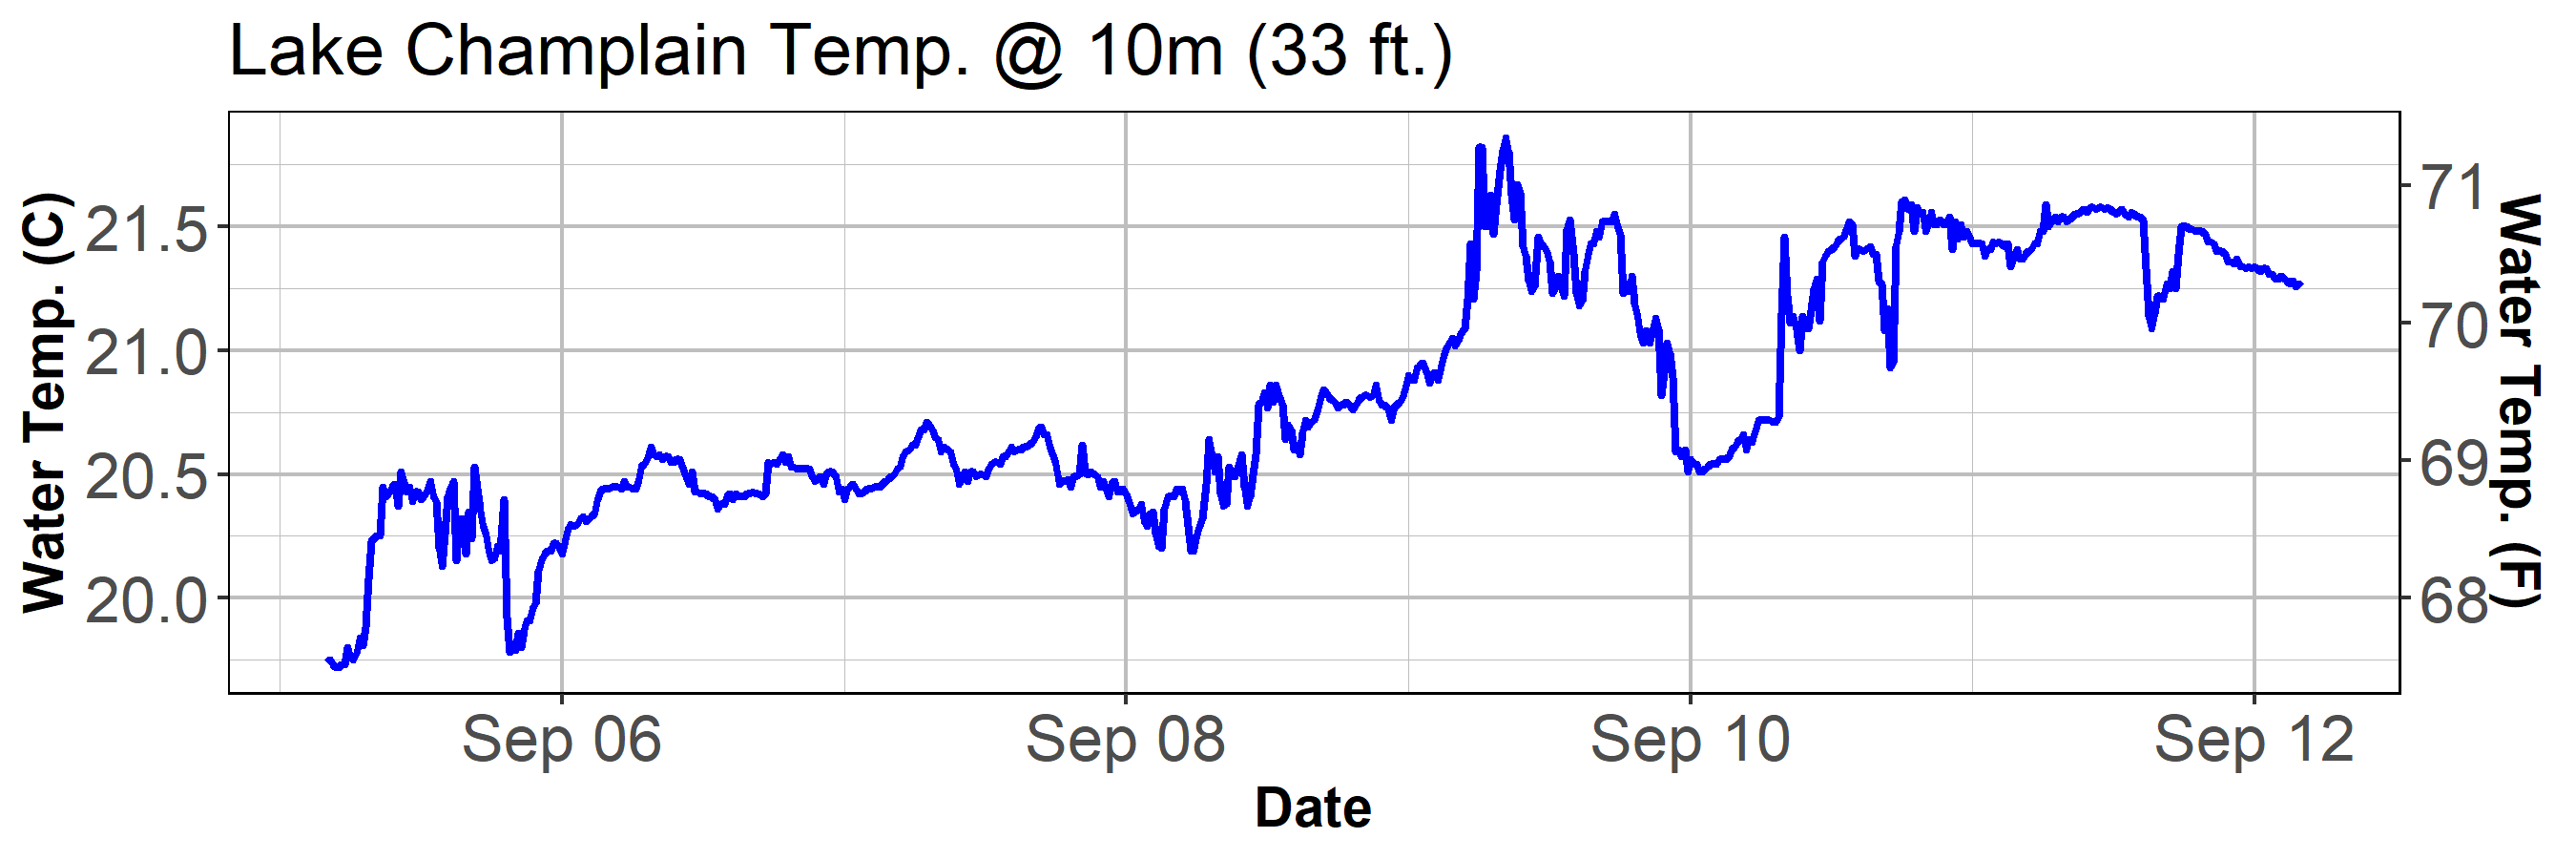 Lake Champlain Temp. @ 10m (33 ft.)
Water Temp. (C)
21.5
21.0
20.5
20.0
71
70
69
68
Water Temp. (F)
Sep 06 Sep 08 Sep 10 Sep 12
Date